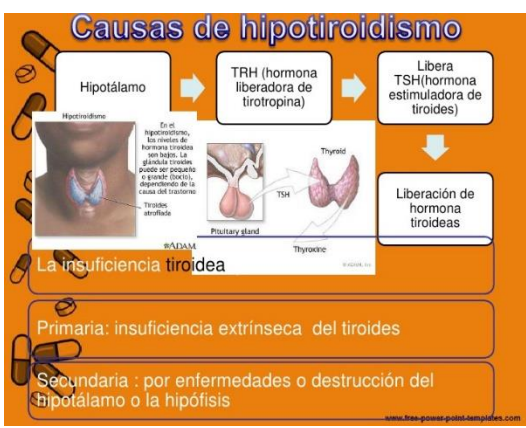 Causas de hipotiroidismo
Hipotálamo
TRH (hormona
liberadora de
tirotropina)
Libera
TSH(hormona
estimuladora de
tiroides)
Liberación de
hormona
tiroideas
Hipotiroidismo
En el
hipotiroidismo,
los niveles de
hormona tiroidea
son bajos. La
glándula tiroides
puede ser pequeño
o grande (bocio),
dependiendo de la
causa del trastorno
Tiroides
atrofiada
ADAM
Thyroid
TSH
Pituitary gland
Thyroxine
La insuficiencia tiroidea
Primaria: insuficiencia extrínseca  del tiroides
Secundaria : por enfermedades o destrucción del
hipotálamo o la hipófisis
www.free-power-point-templates.com